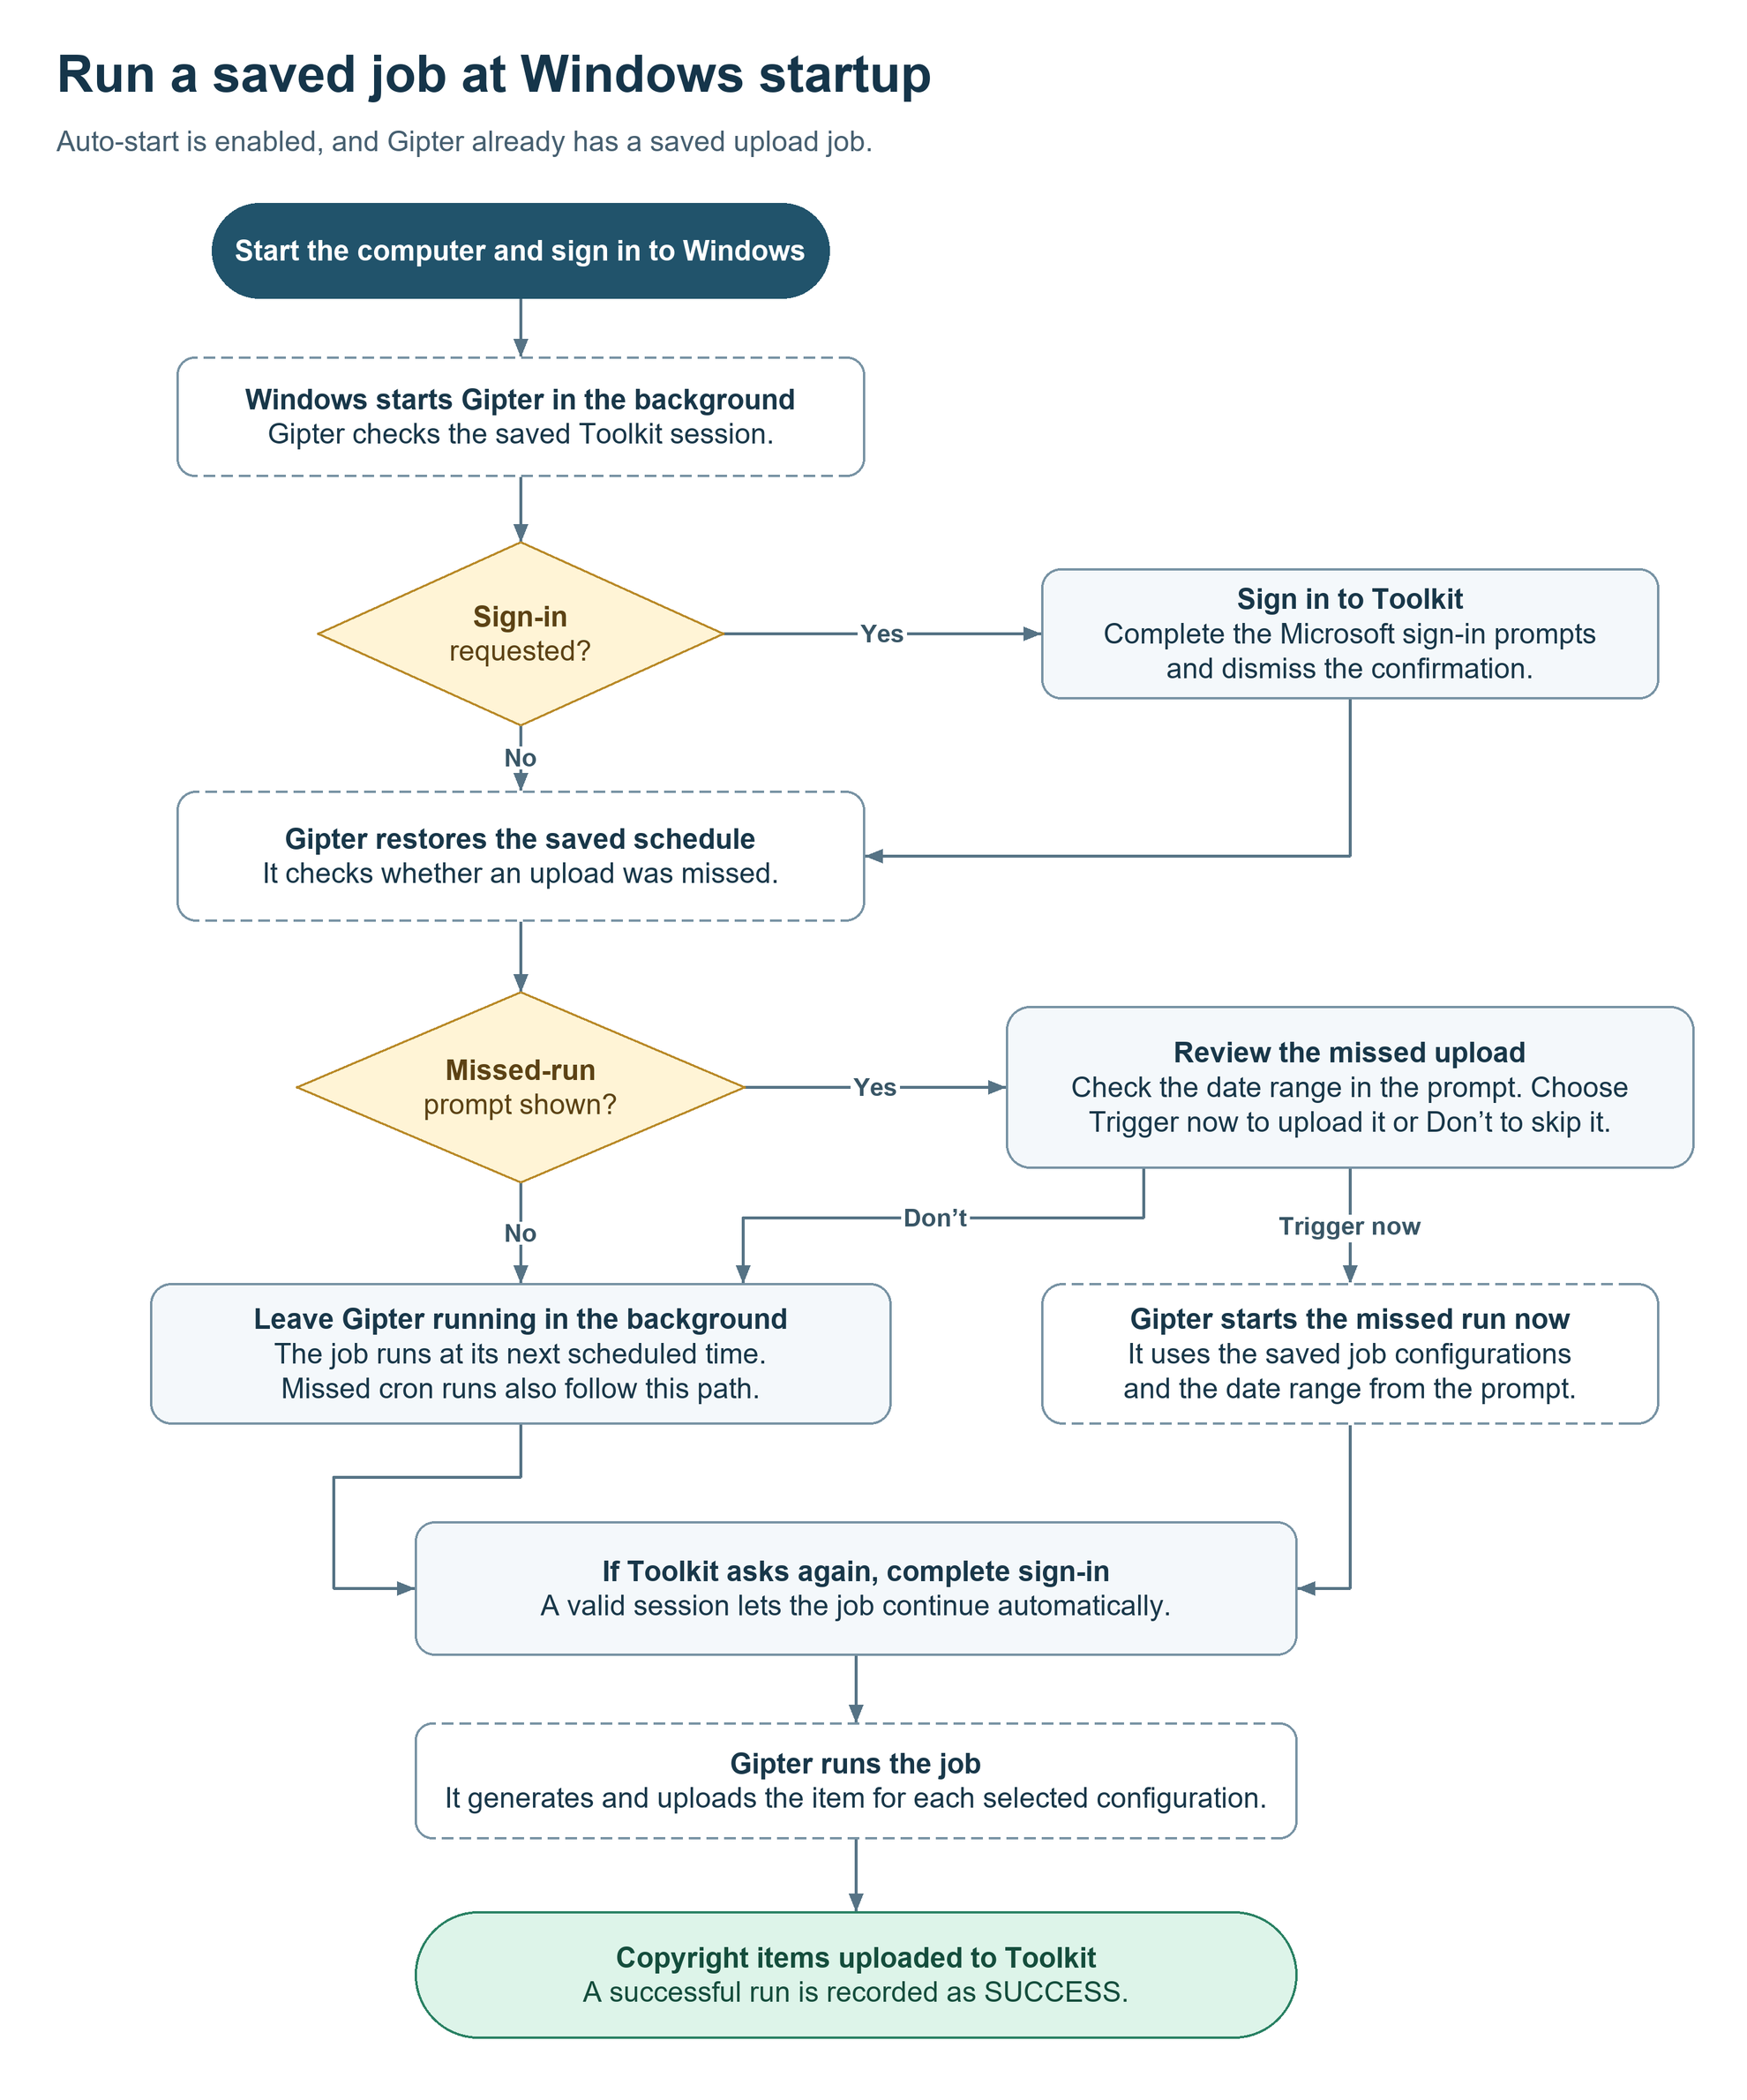 Run a saved job at Windows startup
Auto-start is enabled, and Gipter already has a saved upload job.
Start the computer and sign in to Windows
Windows starts Gipter in the background
Gipter checks the saved Toolkit session.
Sign-in
requested?
Yes
Sign in to Toolkit
Complete the Microsoft sign-in prompts
and dismiss the confirmation.
No
Gipter restores the saved schedule
It checks whether an upload was missed.
Missed-run
prompt shown?
Yes
Review the missed upload
Check the date range in the prompt. Choose
Trigger now to upload it or Don’t to skip it.
No
Don’t
Trigger now
Leave Gipter running in the background
The job runs at its next scheduled time.
Missed cron runs also follow this path.
Gipter starts the missed run now
It uses the saved job configurations
and the date range from the prompt.
If Toolkit asks again, complete sign-in
A valid session lets the job continue automatically.
Gipter runs the job
It generates and uploads the item for each selected configuration.
Copyright items uploaded to Toolkit
A successful run is recorded as SUCCESS.